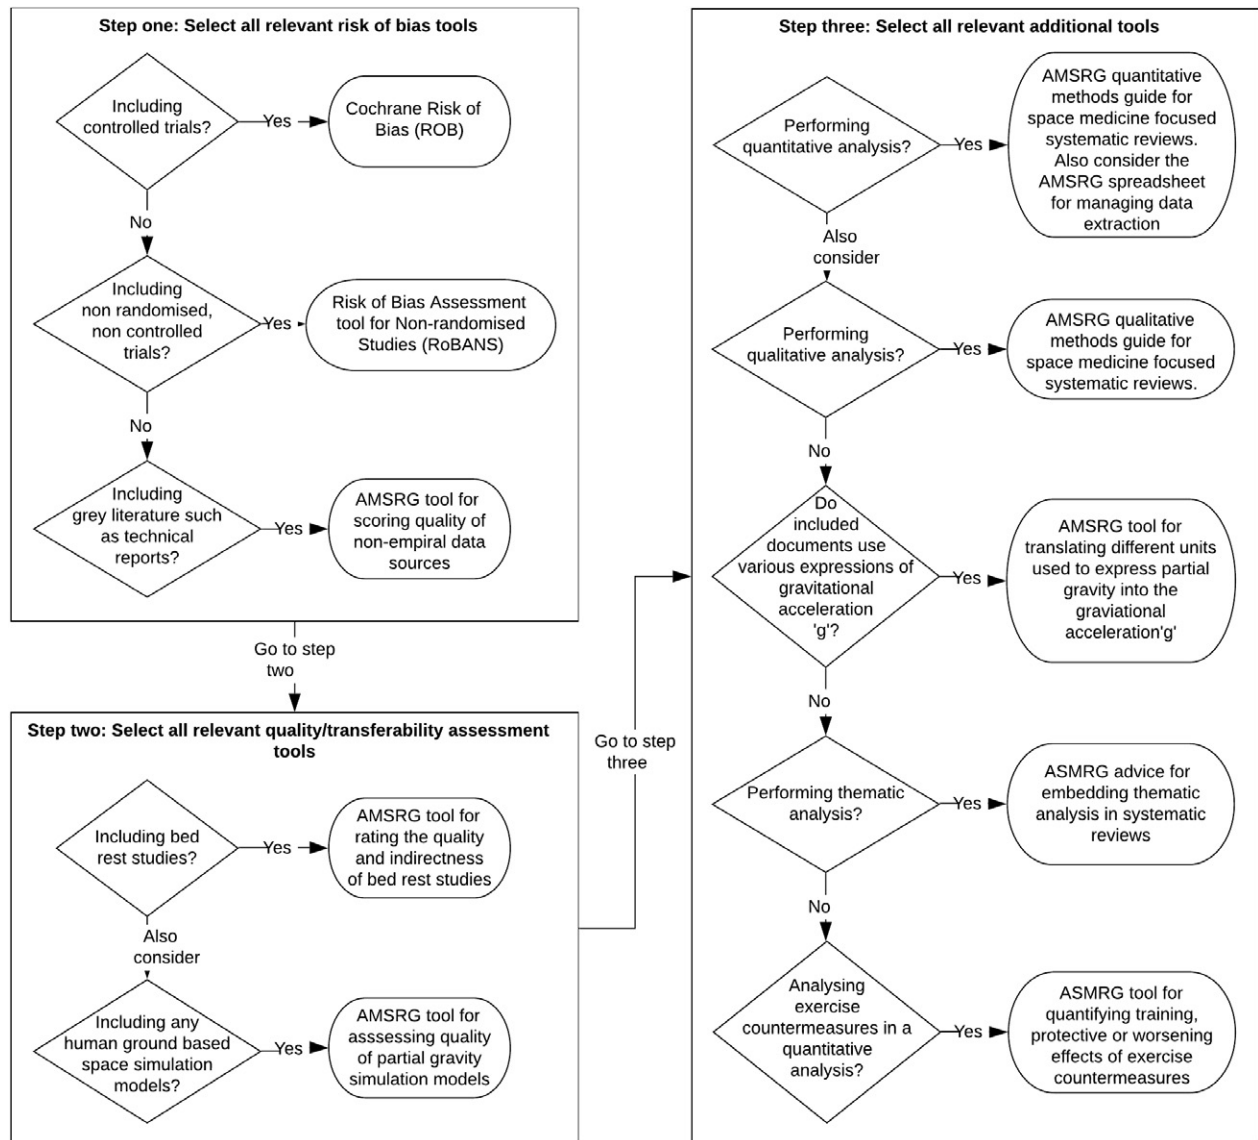 Step one: Select all relevant risk of bias tools
Including
controlled trials?
Yes
Cochrane Risk of
Bias (ROB)
No
Including
non randomised,
non controlled
trials?
Yes
Risk of Bias Assessment
tool for Non-randomised
Studies (RoBANS)
No
Including
grey literature such
as technical
reports?
Yes
AMSRG tool for
scoring quality of
non-empiral data
sources
Go to step
two
Step two: Select all relevant quality/transferability assessment
tools
Including bed
rest studies?
Yes
AMSRG tool for
rating the quality
and indirectness
of bed rest studies
Also
consider
Including any
human ground based
space simulation
models?
Yes
AMSRG tool for
asssessing quality
of partial gravity
simulation models
Go to step
three
Step three: Select all relevant additional tools
Performing
quantitative analysis?
Yes
AMSRG quantitative
methods guide for
space medicine focused
systematic reviews.
Also consider the
AMSRG spreadsheet
for managing data
extraction
Also
consider
Performing
qualitative analysis?
Yes
AMSRG qualitative
methods guide for
space medicine focused
systematic reviews.
No
Do
included
documents use
various expressions of
gravitational
acceleration
'g'?
Yes
AMSRG tool for
translating different units
used to express partial
gravity into the
graviational
acceleration'g'
No
Performing thematic
analysis?
Yes
ASMRG advice for
embedding thematic
analysis in systematic
reviews
No
Analysing
exercise
countermeasures in a
quantitative
analysis?
Yes
ASMRG tool for
quantifying training,
protective or worsening
effects of exercise
countermeasures